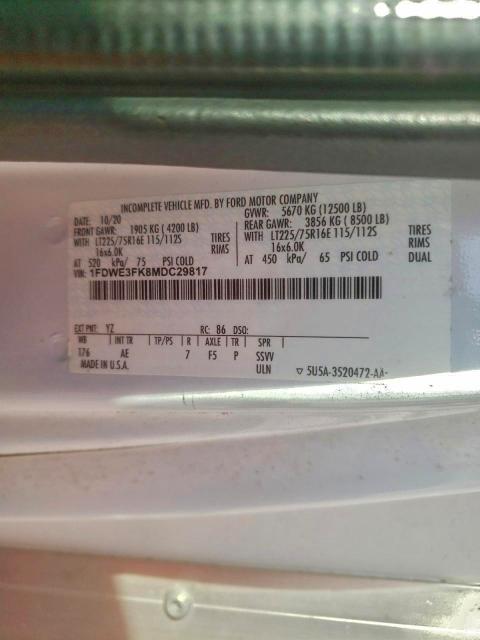 INCOMPLETE VEHICLE MFD. BY FORD MOTOR COMPANY
DATE: 10/20 GVWR: 5670 KG (12500 LB)
FRONT GAWR: 1905 KG (4200 LB) REAR GAWR: 3856 KG (8500 LB)
WITH LT225/75R16E 115/112S TIRES WITH LT225/75R16E 115/112S TIRES
16x6.0K RIMS 16x6.0K RIMS
AT 520 kPa/ 75 PSI COLD AT 450 kPa/ 65 PSI COLD DUAL
VIN: 1FDWE3FK8MDC29817
EXT PNT: YZ RC: 86 DSO:
WB INT TR TP/PS R AXLE TR SPR
176 AE 7 F5 P SSVV
MADE IN U.S.A. ULN ▽ 5U5A-3520472-AA